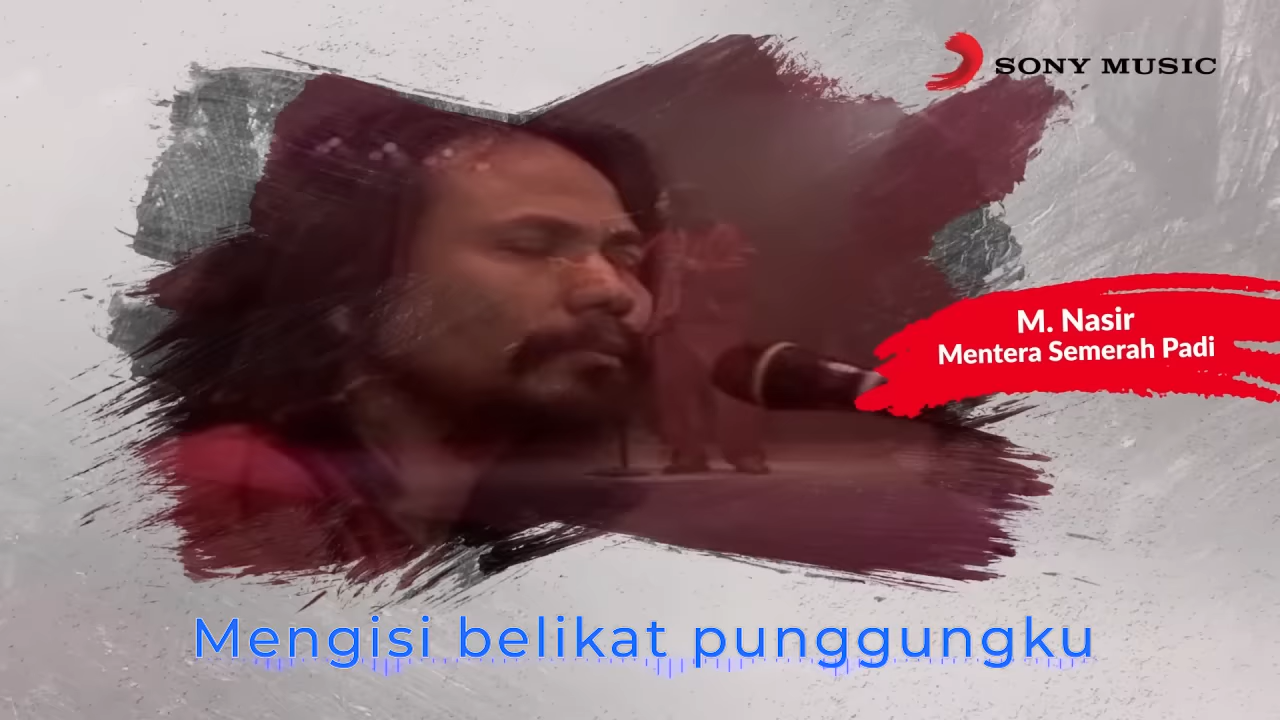 SONY MUSIC
M. Nasir
Mentera Semerah Padi
Mengisi belikat punggungku